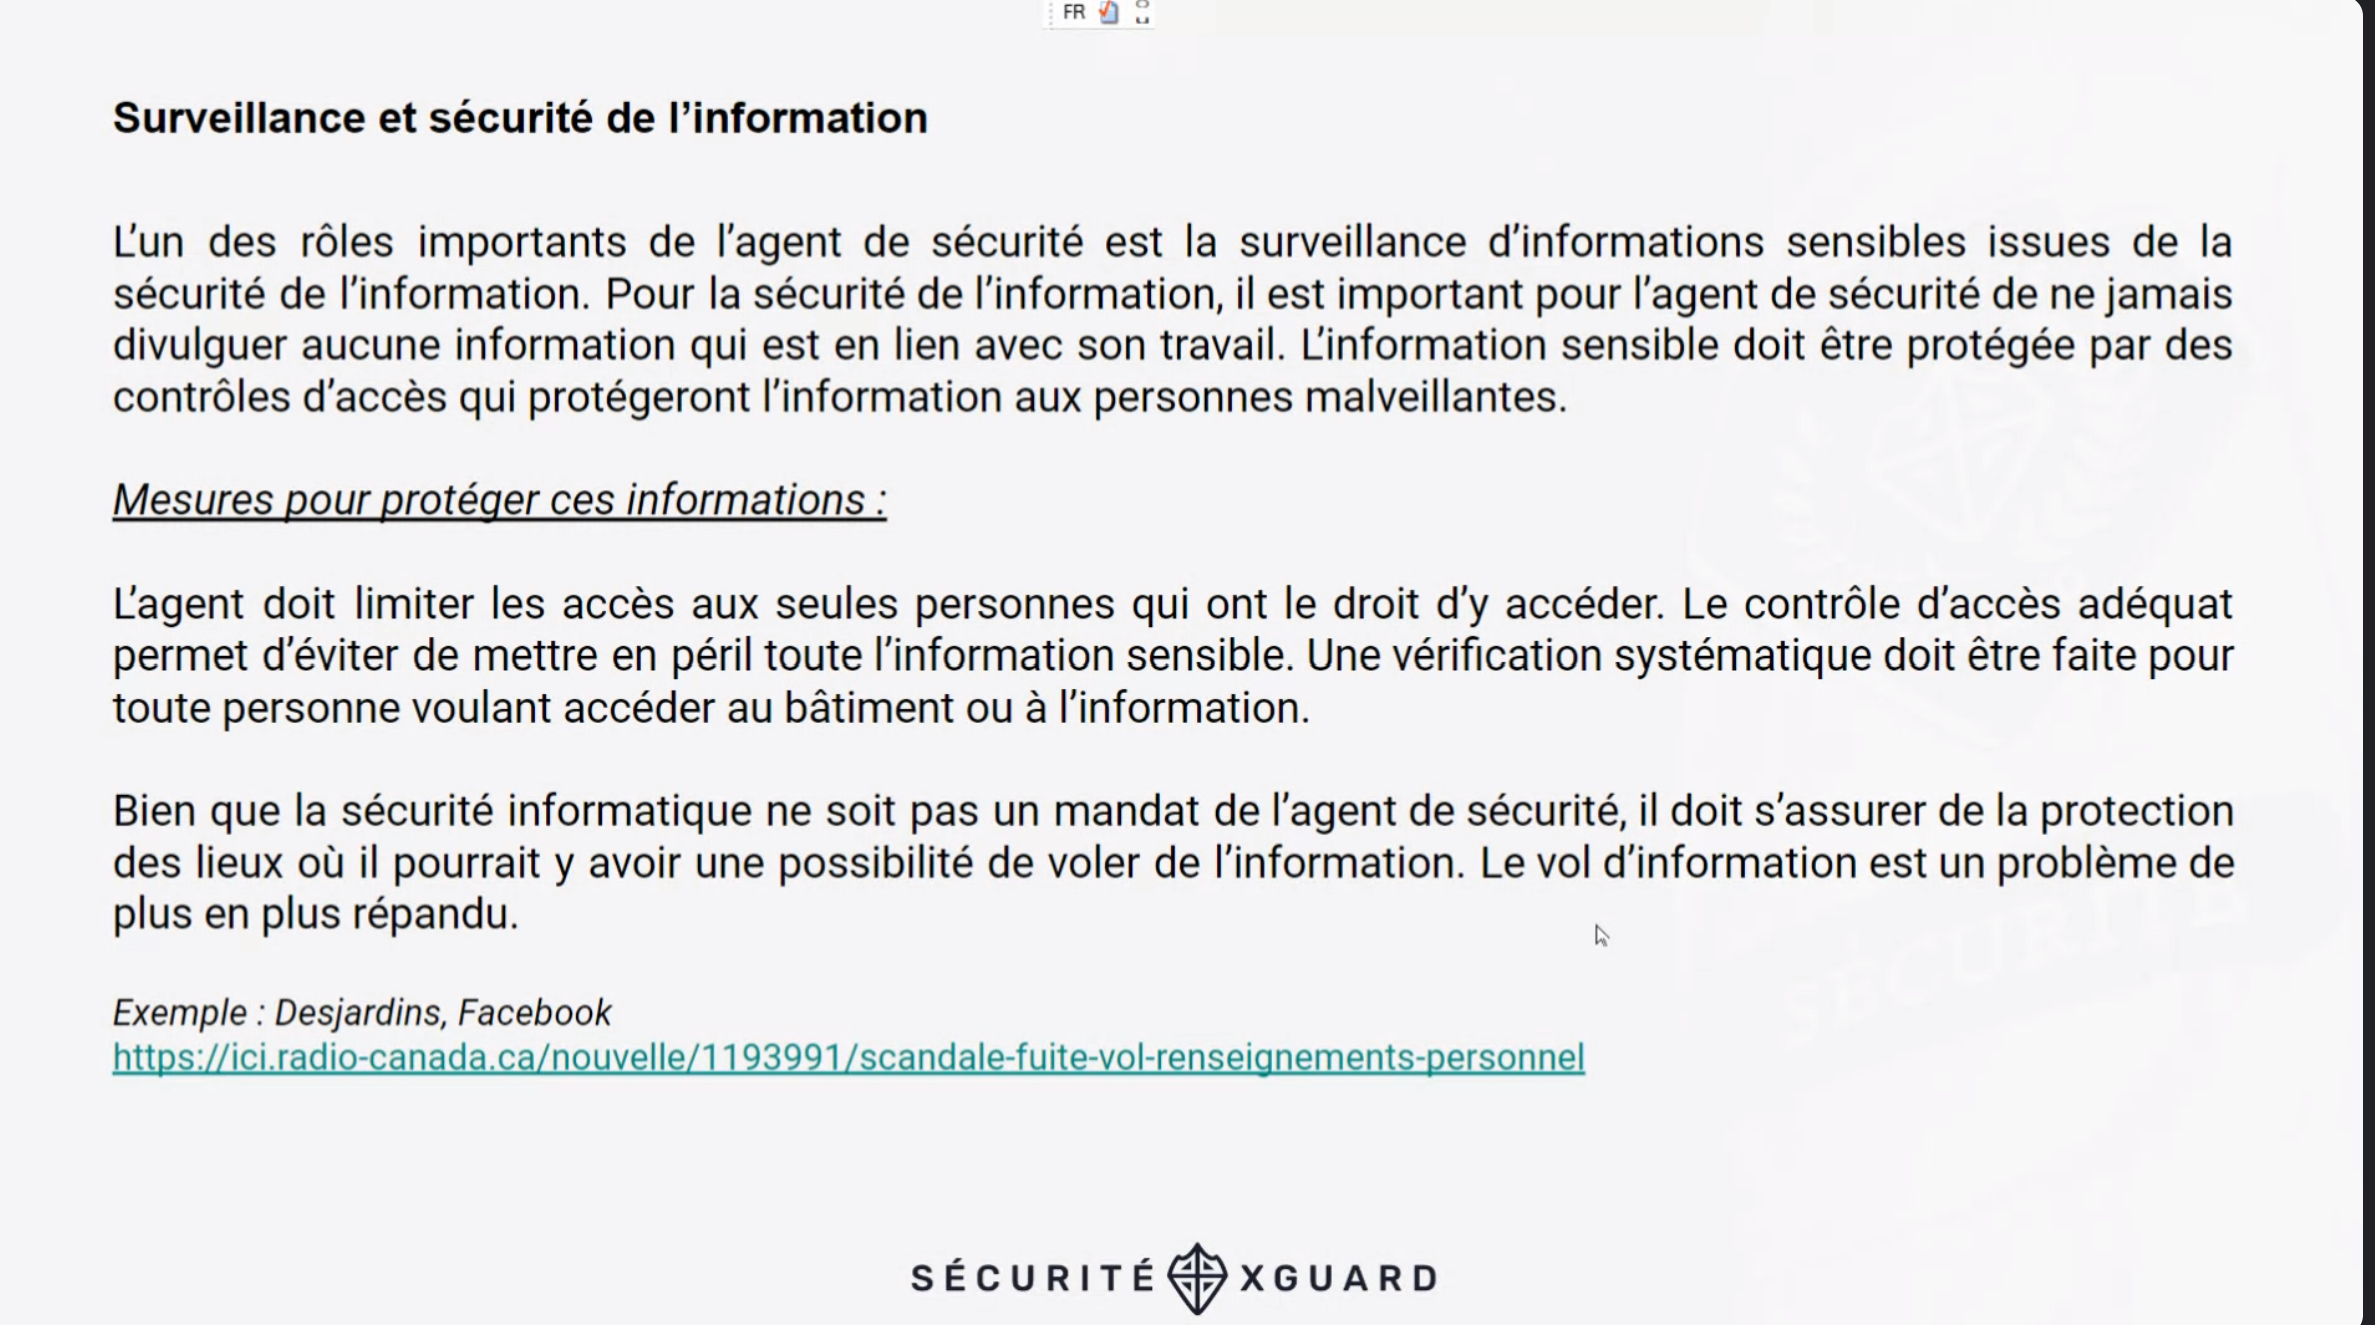 FR
Surveillance et sécurité de l’information
L’un des rôles importants de l’agent de sécurité est la surveillance d’informations sensibles issues de la
sécurité de l’information. Pour la sécurité de l’information, il est important pour l’agent de sécurité de ne jamais
divulguer aucune information qui est en lien avec son travail. L’information sensible doit être protégée par des
contrôles d’accès qui protégeront l’information aux personnes malveillantes.
Mesures pour protéger ces informations :
L’agent doit limiter les accès aux seules personnes qui ont le droit d’y accéder. Le contrôle d’accès adéquat
permet d’éviter de mettre en péril toute l’information sensible. Une vérification systématique doit être faite pour
toute personne voulant accéder au bâtiment ou à l’information.
Bien que la sécurité informatique ne soit pas un mandat de l’agent de sécurité, il doit s’assurer de la protection
des lieux où il pourrait y avoir une possibilité de voler de l’information. Le vol d’information est un problème de
plus en plus répandu.
SÉCURITÉ
Exemple : Desjardins, Facebook
https://ici.radio-canada.ca/nouvelle/1193991/scandale-fuite-vol-renseignements-personnel
SÉCURITÉ XGUARD